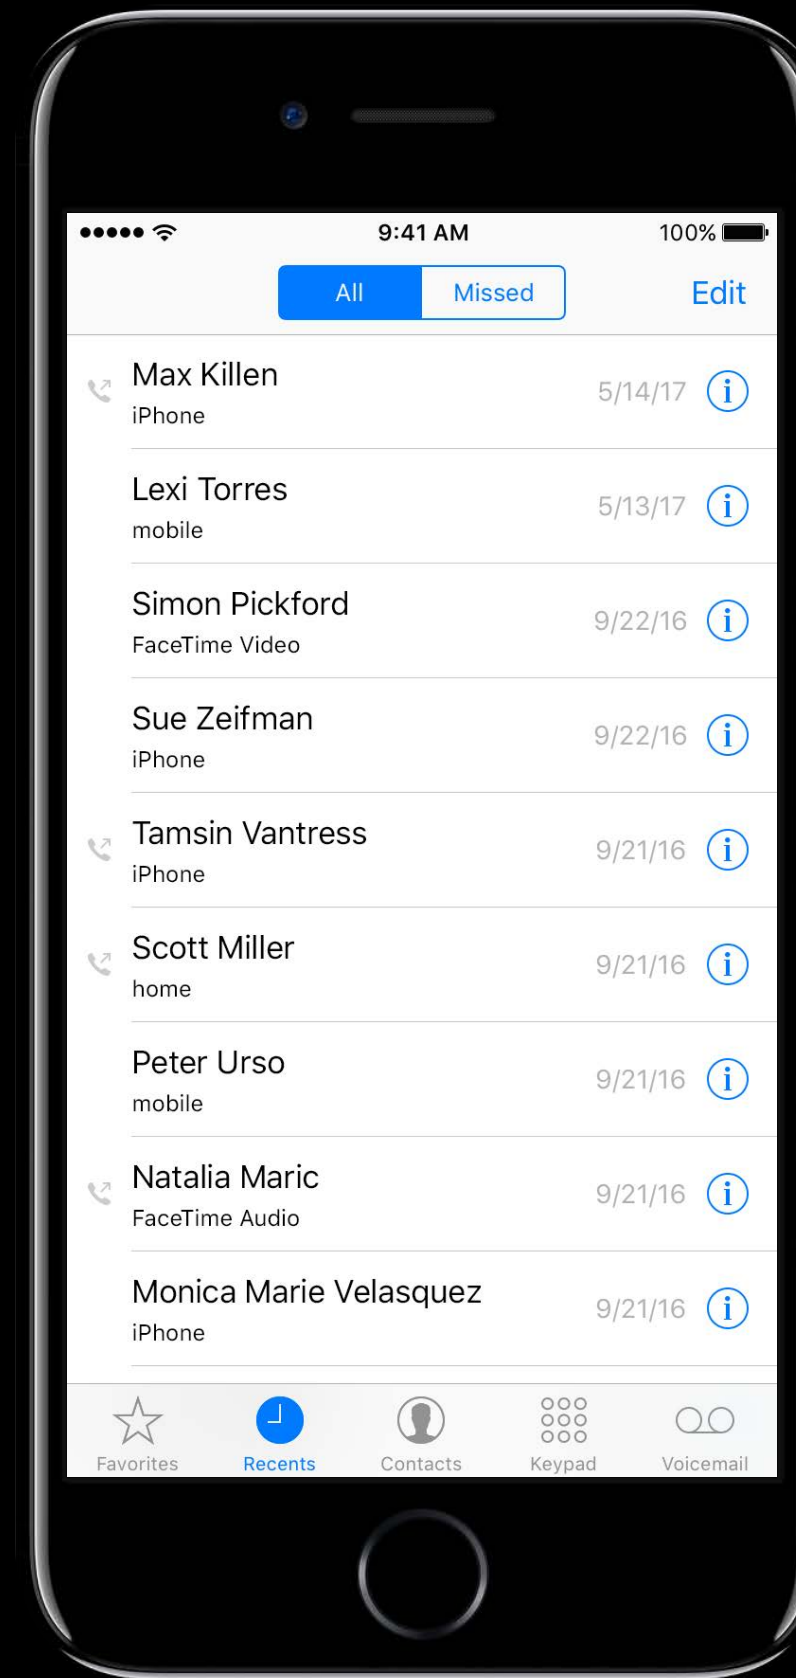 9:41 AM 100%
All Missed Edit
Max Killen
iPhone
5/14/17
Lexi Torres
mobile
5/13/17
Simon Pickford
FaceTime Video
9/22/16
Sue Zeifman
iPhone
9/22/16
Tamsin Vantress
iPhone
9/21/16
Scott Miller
home
9/21/16
Peter Urso
mobile
9/21/16
Natalia Maric
FaceTime Audio
9/21/16
Monica Marie Velasquez
iPhone
9/21/16
Favorites Recents Contacts Keypad Voicemail